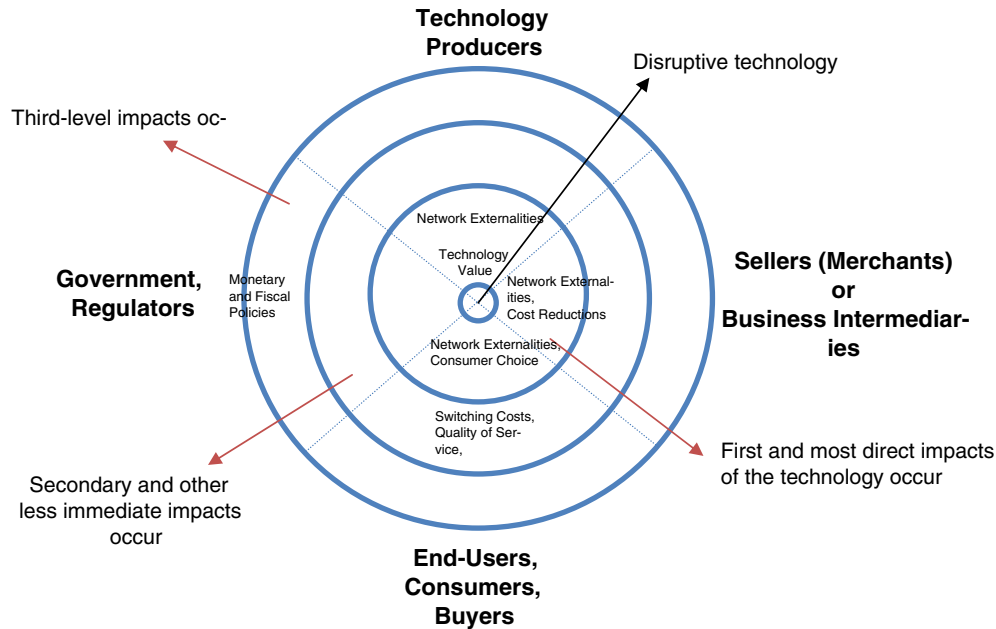 Technology
Producers
Disruptive technology
Third-level impacts oc-
Network Externalities
Technology
Value
Government,
Regulators
Monetary
and Fiscal
Policies
Network External-
ities,
Cost Reductions
Sellers (Merchants)
or
Business Intermediar-
ies
Network Externalities,
Consumer Choice
Switching Costs,
Quality of Ser-
vice,
First and most direct impacts
of the technology occur
Secondary and other
less immediate impacts
occur
End-Users,
Consumers,
Buyers